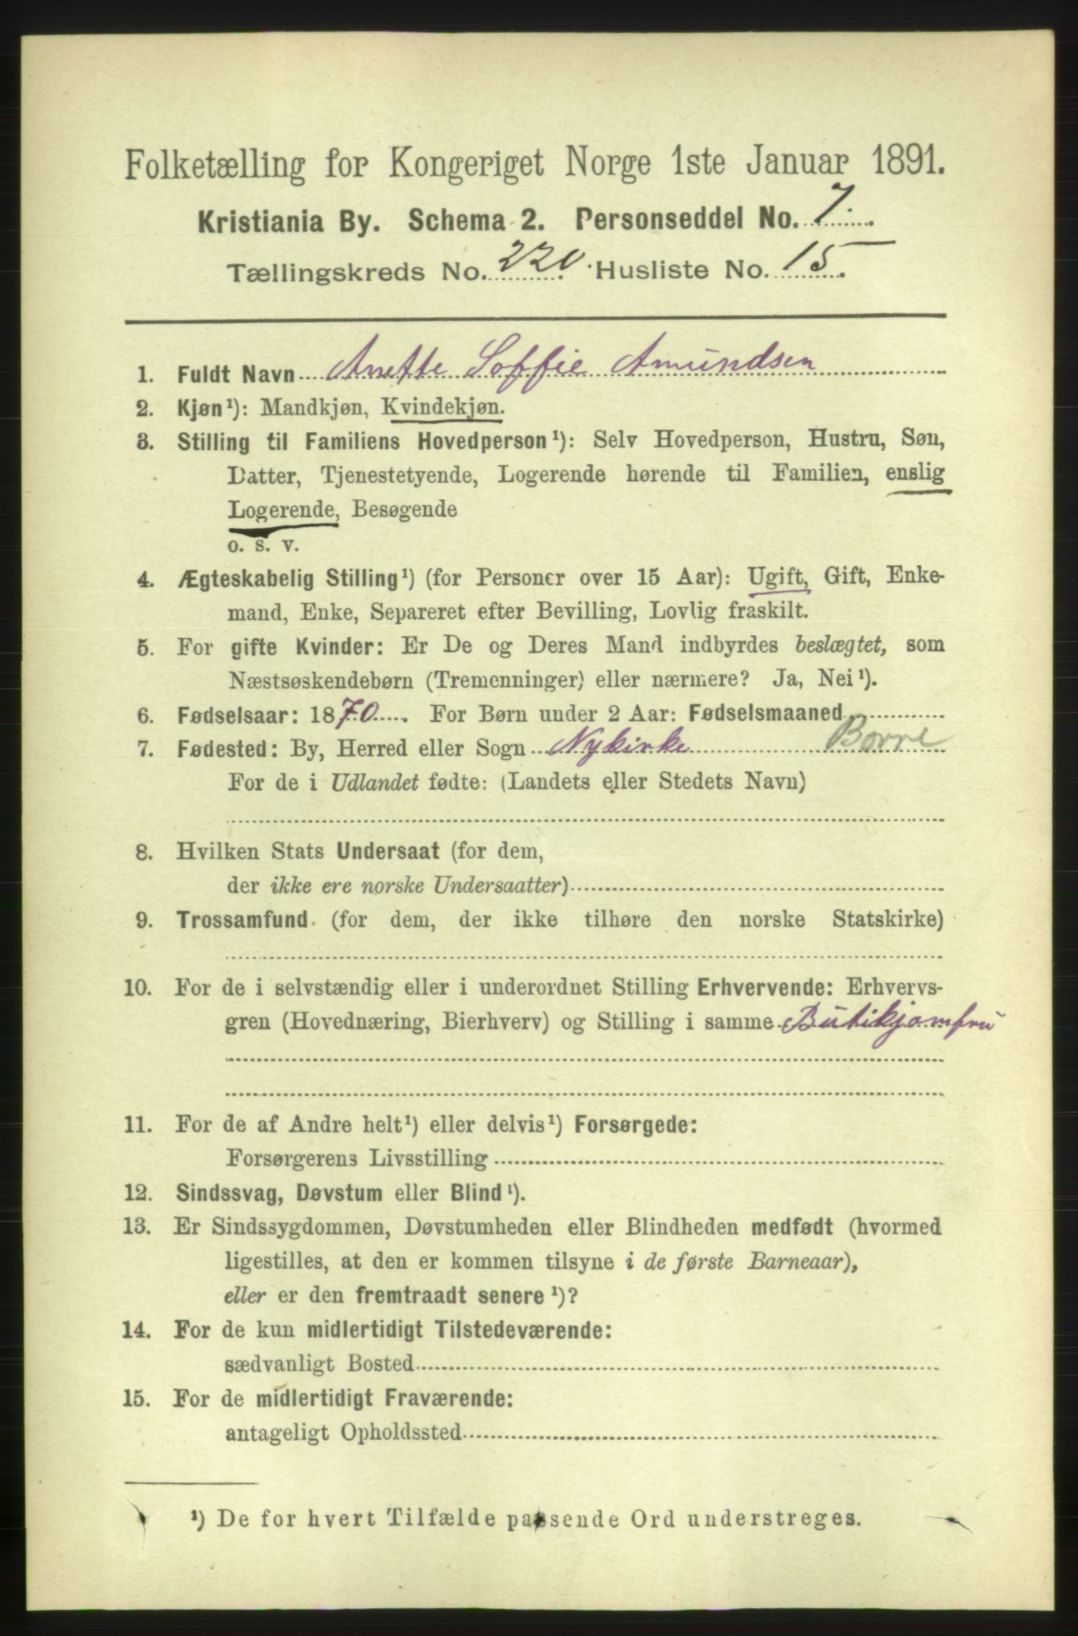 Folketælling for Kongeriget Norge 1ste Januar 1891.
Kristiania By. Schema 2. Personseddel No. 7.
Tællingskreds No. 220 Husliste No. 15.
1. Fuldt Navn Anette Soffie Amundsen
2. Kjøn¹): Mandkjøn, Kvindekjøn.
3. Stilling til Familiens Hovedperson¹): Selv Hovedperson, Hustru, Søn,
Datter, Tjenestetyende, Logerende hørende til Familien, enslig
Logerende, Besøgende
o. s. v.
4. Ægteskabelig Stilling¹) (for Personer over 15 Aar): Ugift, Gift, Enke-
mand, Enke, Separeret efter Bevilling, Lovlig fraskilt.
5. For gifte Kvinder: Er De og Deres Mand indbyrdes beslægtet, som
Næstsøskendebørn (Tremenninger) eller nærmere? Ja, Nei¹).
6. Fødselsaar: 1870. For Børn under 2 Aar: Fødselsmaaned
7. Fødested: By, Herred eller Sogn Nykirke Borre
For de i Udlandet fødte: (Landets eller Stedets Navn)
8. Hvilken Stats Undersaat (for dem,
der ikke ere norske Undersaatter)
9. Trossamfund (for dem, der ikke tilhøre den norske Statskirke)
10. For de i selvstændig eller i underordnet Stilling Erhvervende: Erhvervs-
gren (Hovednæring, Bierhverv) og Stilling i samme Butikjomfru
11. For de af Andre helt¹) eller delvis¹) Forsørgede:
Forsørgerens Livsstilling
12. Sindssvag, Døvstum eller Blind¹).
13. Er Sindssygdommen, Døvstumheden eller Blindheden medfødt (hvormed
ligestilles, at den er kommen tilsyne i de første Barneaar),
eller er den fremtraadt senere¹)?
14. For de kun midlertidigt Tilstedeværende:
sædvanligt Bosted
15. For de midlertidigt Fraværende:
antageligt Opholdssted
¹) De for hvert Tilfælde passende Ord understreges.